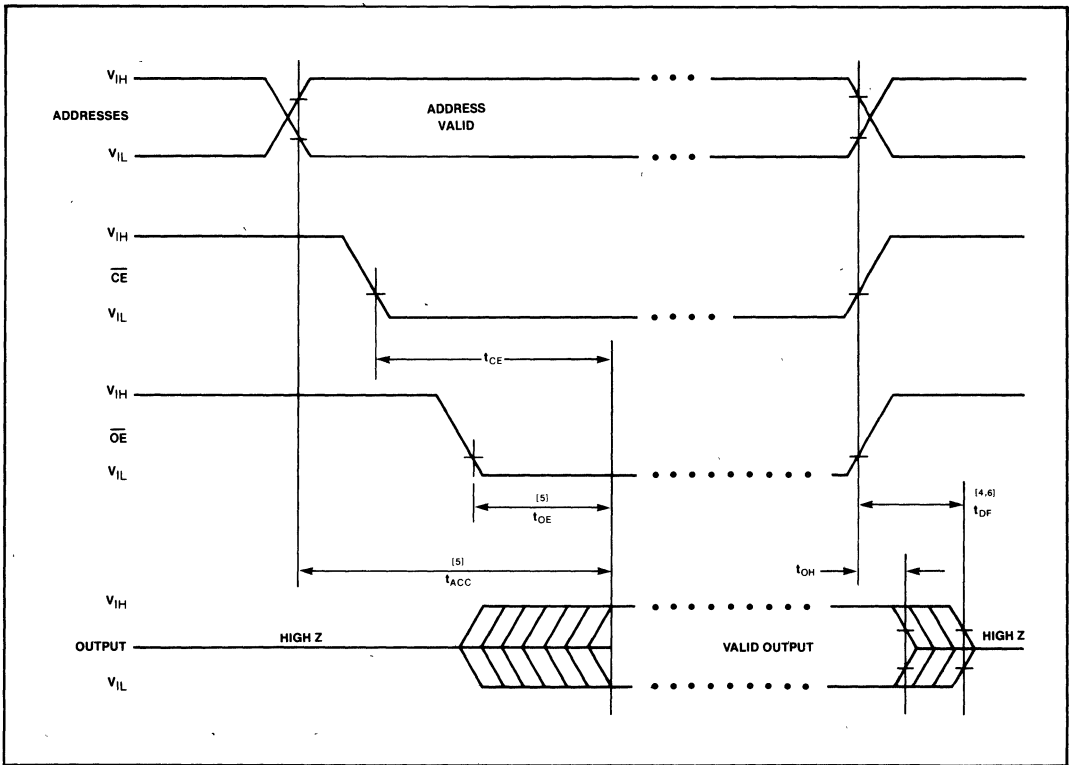 VIH
ADDRESSES
ADDRESS
VALID
VIL
VIH
CE
VIL
tCE
VIH
OE
VIL
[5]
tOE
[4,6]
tDF
[5]
tACC
tOH
VIH
OUTPUT
HIGH Z
VALID OUTPUT
HIGH Z
VIL